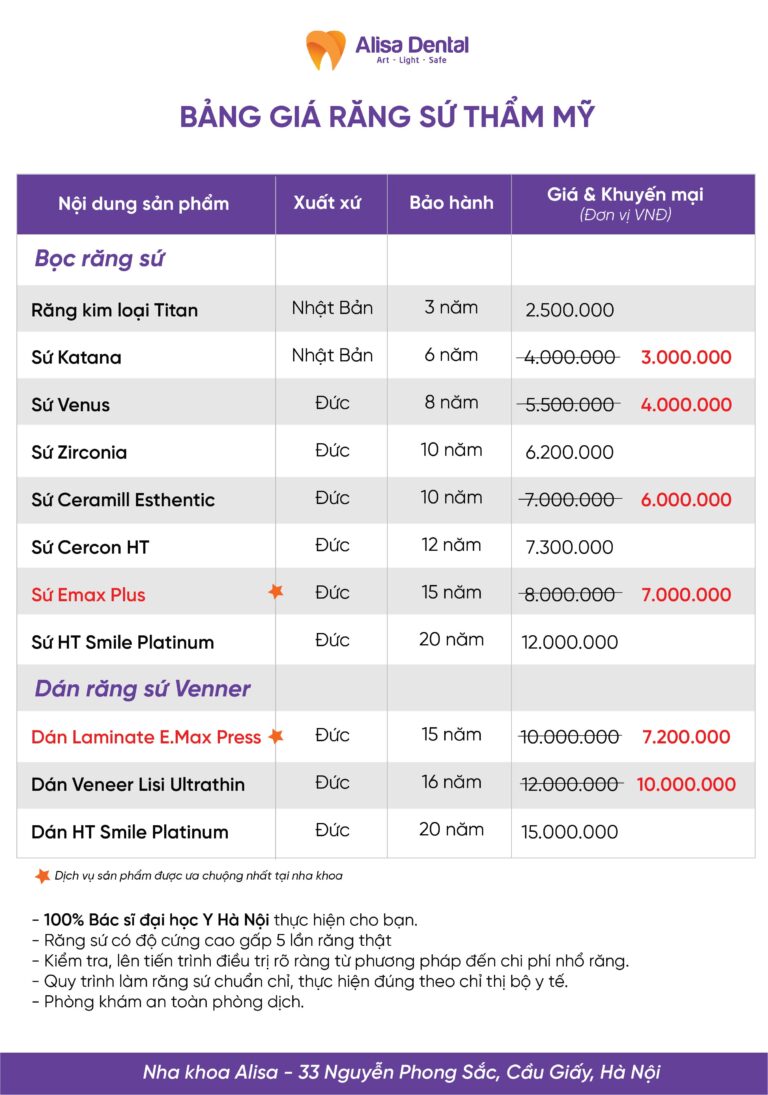 Alisa Dental
Art - Light - Safe
BẢNG GIÁ RĂNG SỨ THẨM MỸ
Nội dung sản phẩm Xuất xứ Bảo hành Giá & Khuyến mại
(Đơn vị VNĐ)
Bọc răng sứ
Răng kim loại Titan Nhật Bản 3 năm 2.500.000
Sứ Katana Nhật Bản 6 năm 4.000.000 3.000.000
Sứ Venus Đức 8 năm 5.500.000 4.000.000
Sứ Zirconia Đức 10 năm 6.200.000
Sứ Ceramill Esthentic Đức 10 năm 7.000.000 6.000.000
Sứ Cercon HT Đức 12 năm 7.300.000
Sứ Emax Plus Đức 15 năm 8.000.000 7.000.000
Sứ HT Smile Platinum Đức 20 năm 12.000.000
Dán răng sứ Venner
Dán Laminate E.Max Press Đức 15 năm 10.000.000 7.200.000
Dán Veneer Lisi Ultrathin Đức 16 năm 12.000.000 10.000.000
Dán HT Smile Platinum Đức 20 năm 15.000.000
Dịch vụ sản phẩm được ưa chuộng nhất tại nha khoa
- 100% Bác sĩ đại học Y Hà Nội thực hiện cho bạn.
- Răng sứ có độ cứng cao gấp 5 lần răng thật
- Kiểm tra, lên tiến trình điều trị rõ ràng từ phương pháp đến chi phí nhổ răng.
- Quy trình làm răng sứ chuẩn chỉ, thực hiện đúng theo chỉ thị bộ y tế.
- Phòng khám an toàn phòng dịch.
Nha khoa Alisa - 33 Nguyễn Phong Sắc, Cầu Giấy, Hà Nội